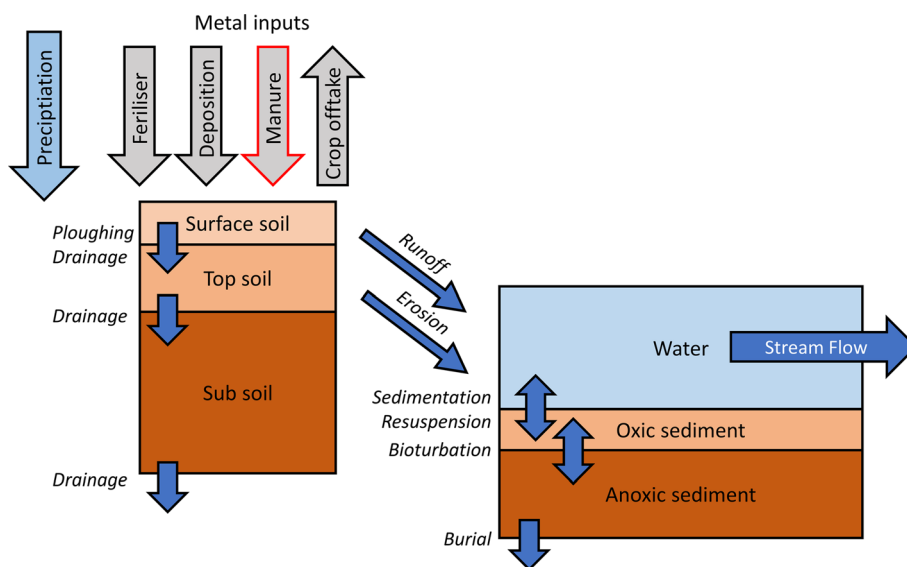 Metal inputs
Preciptiation
Feriliser
Deposition
Manure
Crop offtake
Surface soil
Ploughing
Drainage
Top soil
Drainage
Sub soil
Drainage
Runoff
Erosion
Water
Stream Flow
Sedimentation
Resuspension
Oxic sediment
Bioturbation
Anoxic sediment
Burial